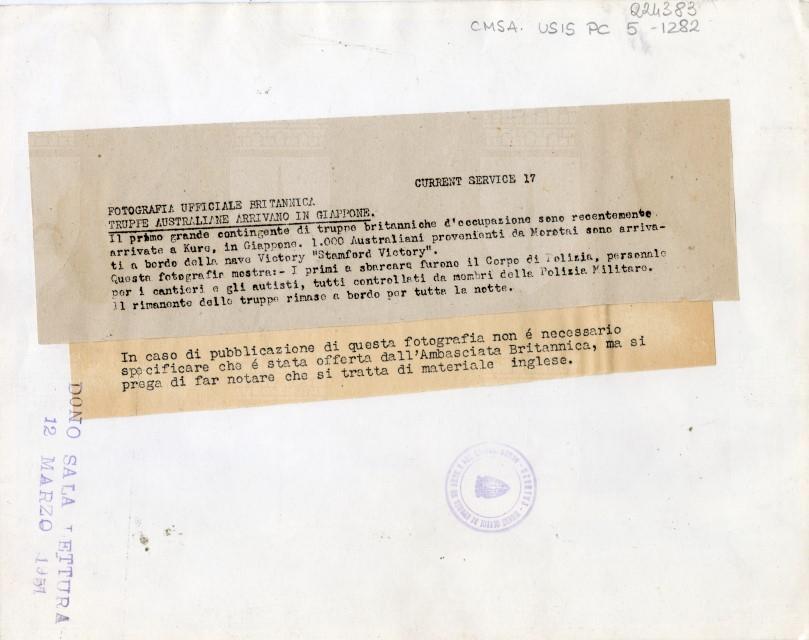 Q24383
CMSA. USIS PC 5 -1282
CURRENT SERVICE 17
FOTOGRAFIA UFFICIALE BRITANNICA
TRUPPE AUSTRALIANE ARRIVANO IN GIAPPONE.
Il primo grande contingente di truppe britanniche d'occupazione sono recentemente
arrivate a Kure, in Giappone. 1.000 Australiani provenienti da Morotai sono arriva-
ti a bordo della nave Victory "Stamford Victory".
Questa fotografia mostra:- I primi a sbarcare furono il Corpo di Polizia, personale
per i cantieri e gli autisti, tutti controllati da membri della Polizia Militare.
Il rimanente delle truppe rimase a bordo per tutta la notte.
In caso di pubblicazione di questa fotografia non é necessario
specificare che é stata offerta dall'Ambasciata Britannica, ma si
prega di far notare che si tratta di materiale inglese.
DONO SALA LETTURA
12 MARZO 1951